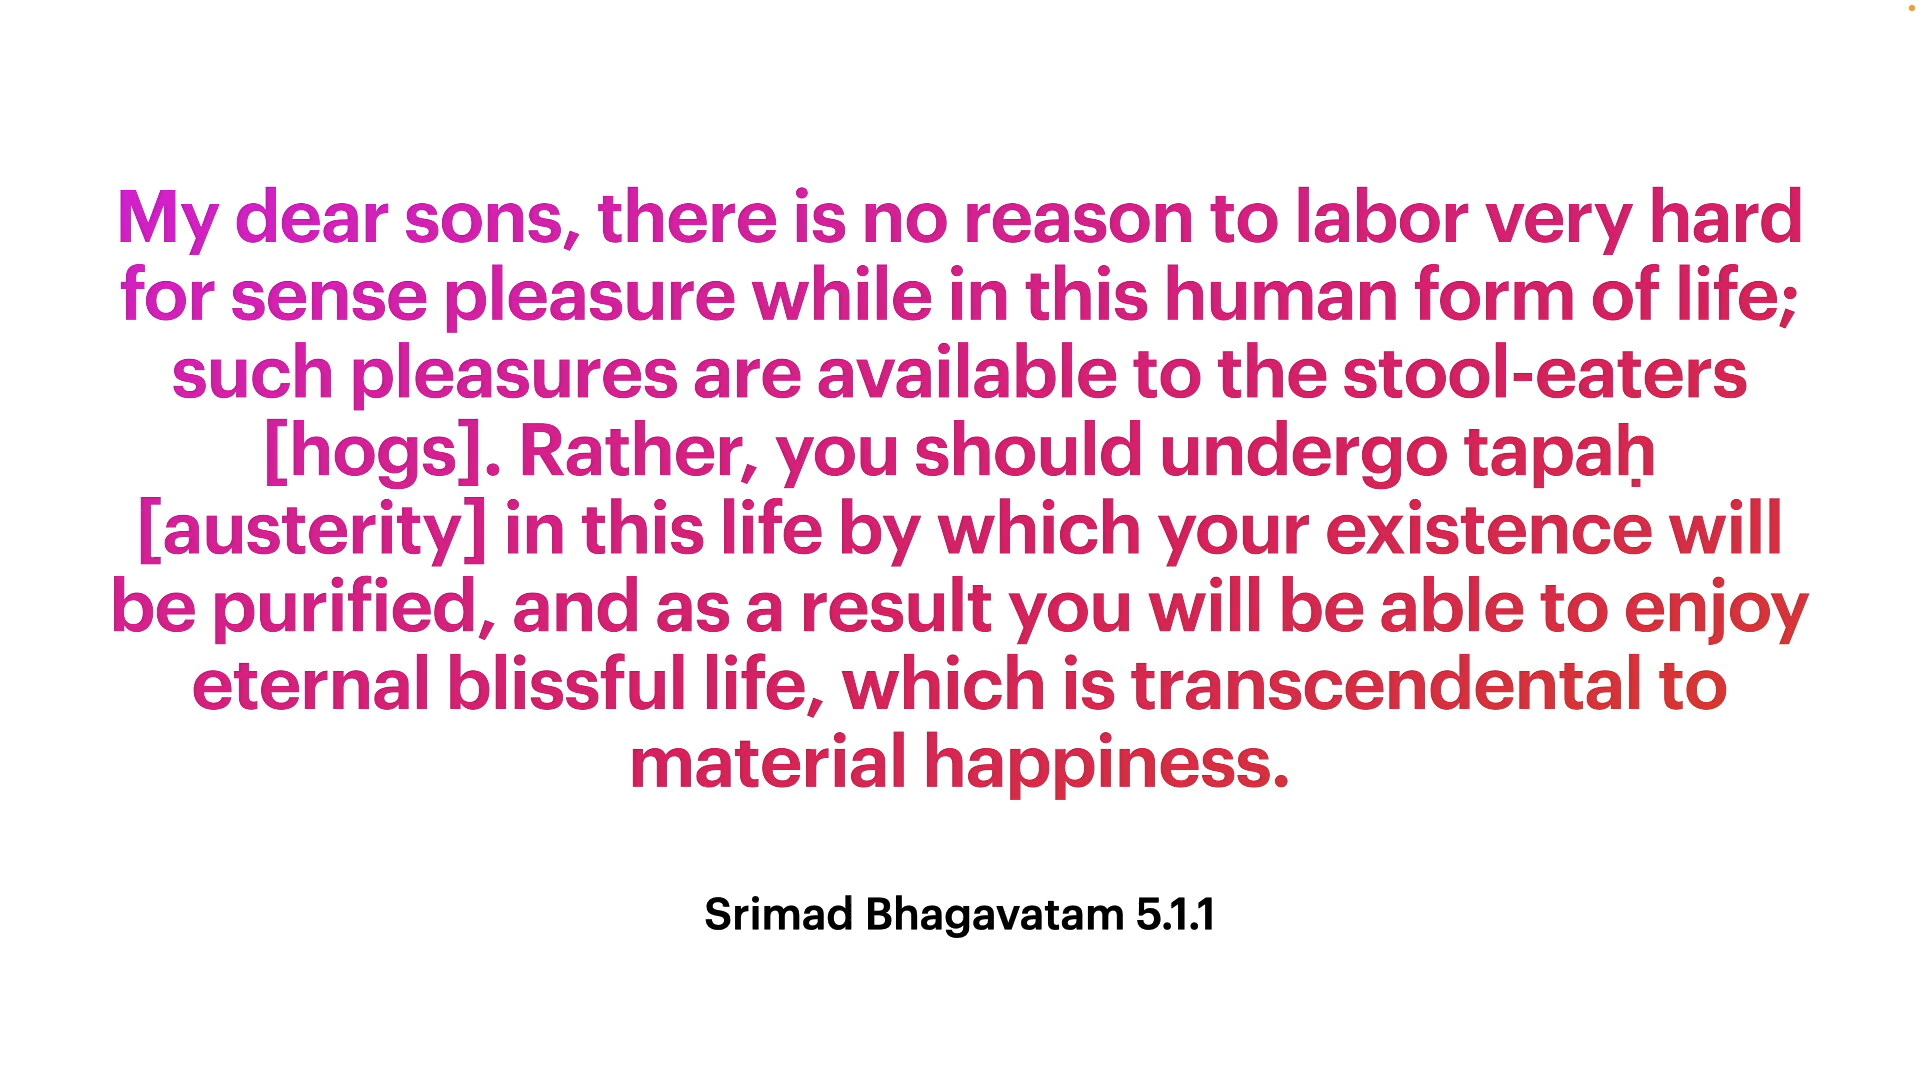 My dear sons, there is no reason to labor very hard
for sense pleasure while in this human form of life;
such pleasures are available to the stool-eaters
[hogs]. Rather, you should undergo tapaḥ
[austerity] in this life by which your existence will
be purified, and as a result you will be able to enjoy
eternal blissful life, which is transcendental to
material happiness.
Srimad Bhagavatam 5.1.1